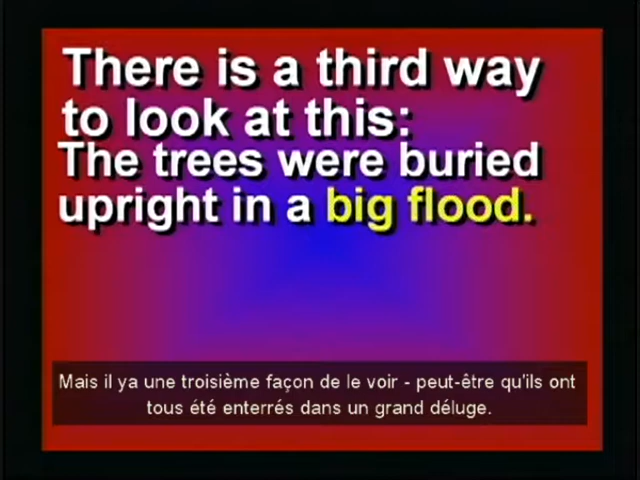 There is a third way
to look at this:
The trees were buried
upright in a big flood.
Mais il ya une troisième façon de le voir - peut-être qu'ils ont
tous été enterrés dans un grand déluge.